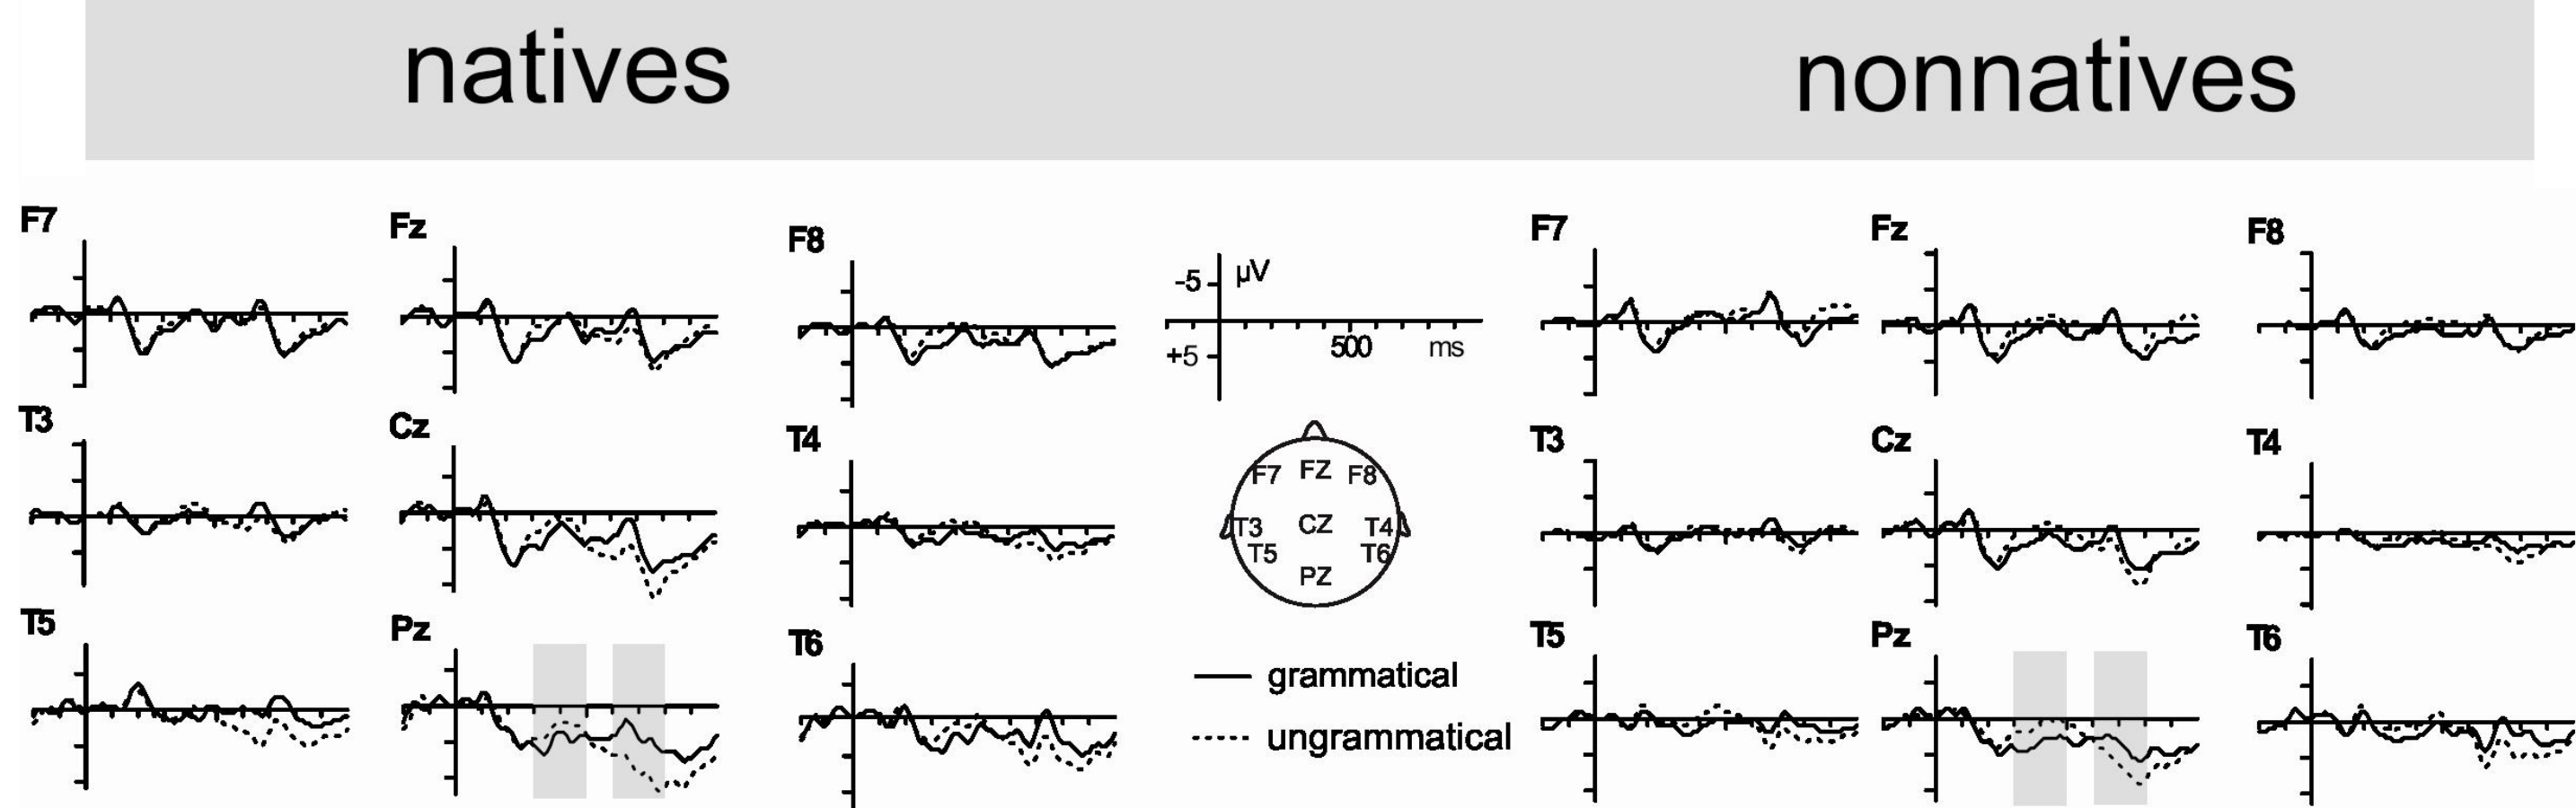 natives
nonnatives
F7
Fz
F8
-5 µV
+5
500 ms
F7
Fz
F8
T3
Cz
T4
F7 FZ F8
T3 CZ T4
T5 T6
PZ
T3
Cz
T4
T5
Pz
T6
grammatical
ungrammatical
T5
Pz
T6